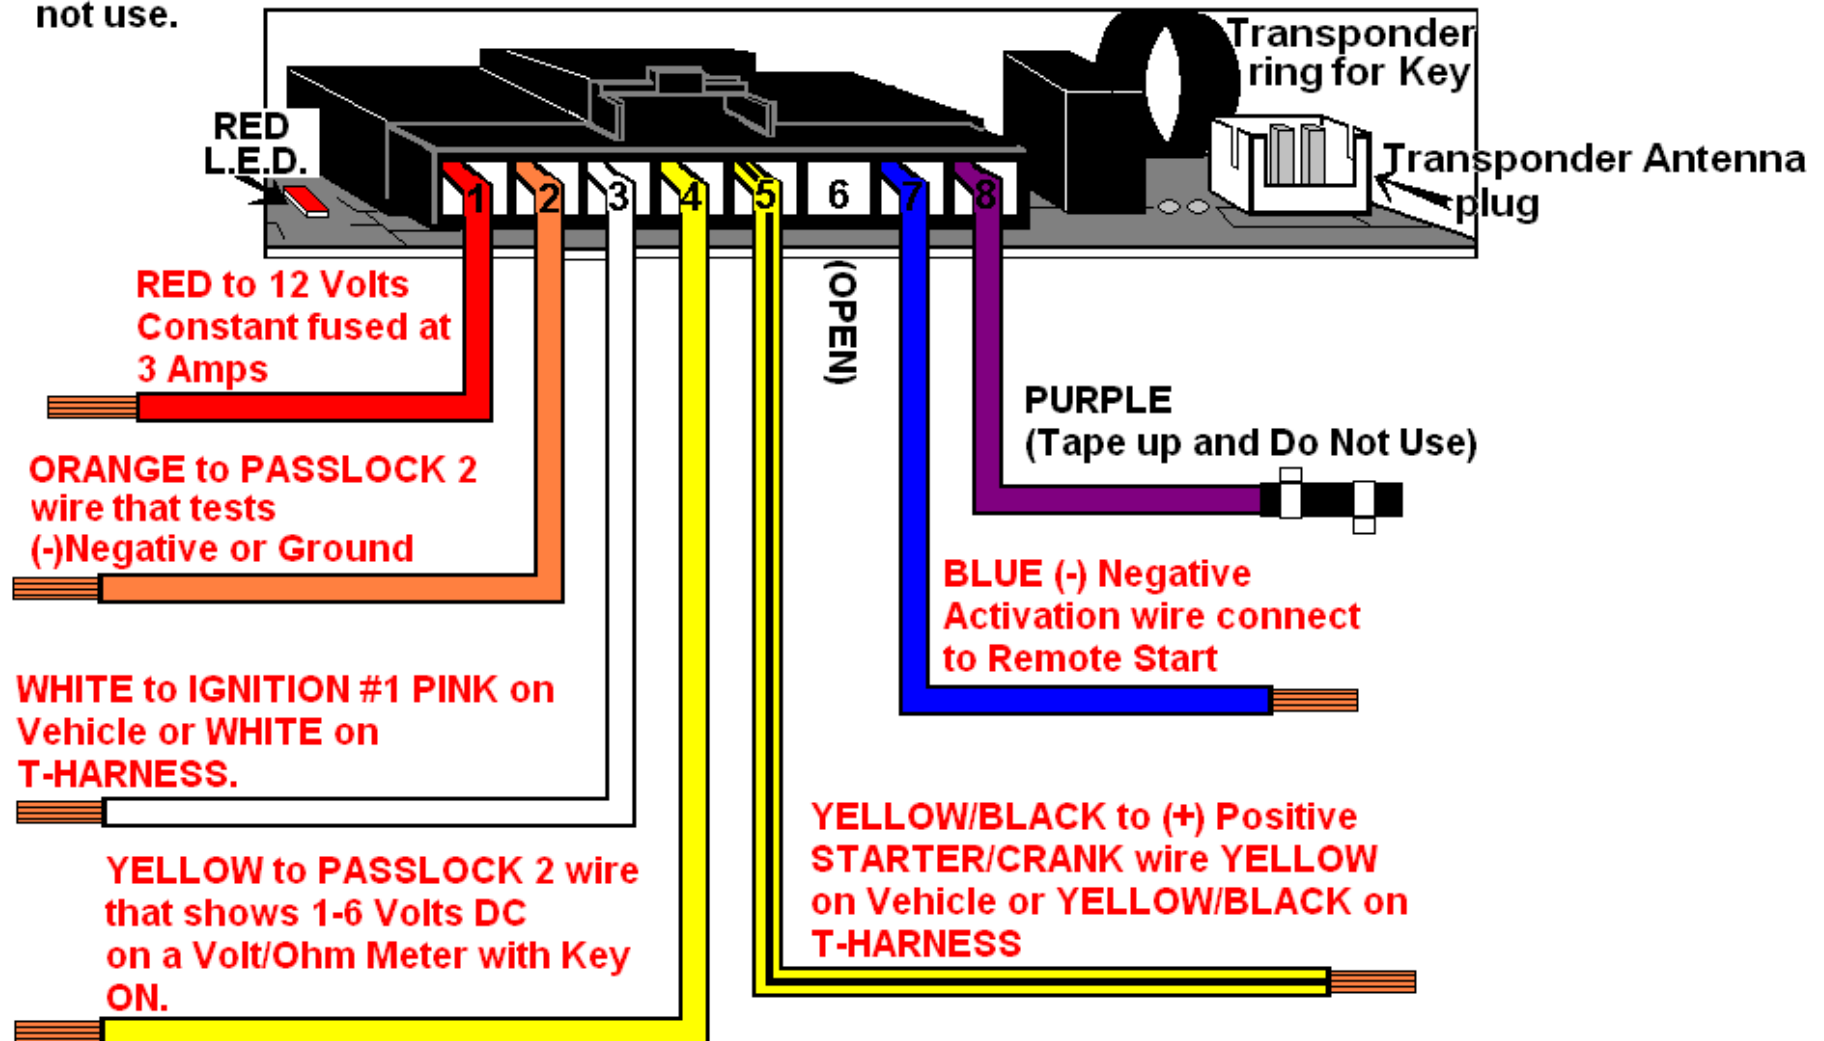 not use.
Transponder
ring for Key
RED
L.E.D.
Transponder Antenna
plug
1
2
3
4
5
6
7
8
(OPEN)
RED to 12 Volts
Constant fused at
3 Amps
PURPLE
(Tape up and Do Not Use)
ORANGE to PASSLOCK 2
wire that tests
(-)Negative or Ground
BLUE (-) Negative
Activation wire connect
to Remote Start
WHITE to IGNITION #1 PINK on
Vehicle or WHITE on
T-HARNESS.
YELLOW/BLACK to (+) Positive
STARTER/CRANK wire YELLOW
on Vehicle or YELLOW/BLACK on
T-HARNESS
YELLOW to PASSLOCK 2 wire
that shows 1-6 Volts DC
on a Volt/Ohm Meter with Key
ON.